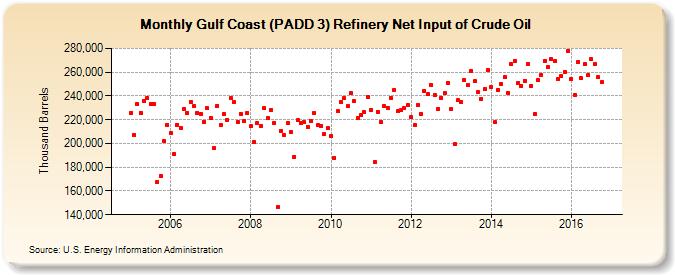 Monthly Gulf Coast (PADD 3) Refinery Net Input of Crude Oil
Thousand Barrels
280,000
260,000
240,000
220,000
200,000
180,000
160,000
140,000
2006 2008 2010 2012 2014 2016
Source: U.S. Energy Information Administration